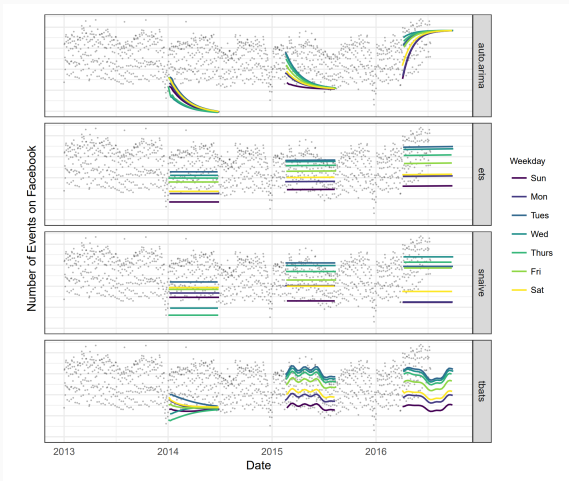 auto.arima
ets
snaive
tbats
Number of Events on Facebook
2013 2014 2015 2016
Date
Weekday
Sun
Mon
Tues
Wed
Thurs
Fri
Sat